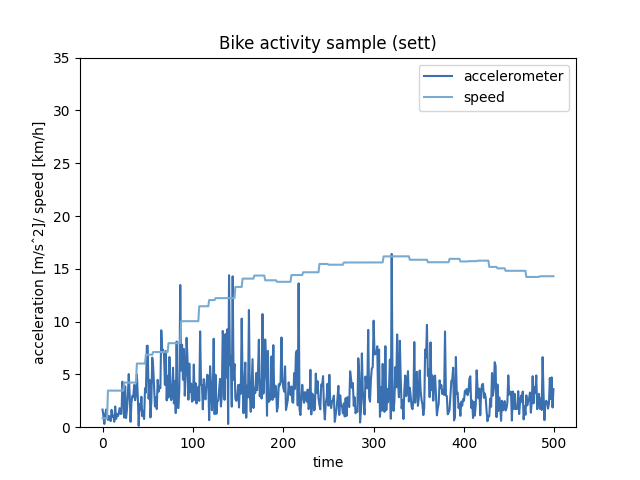 Bike activity sample (sett)
accelerometer
speed
acceleration [m/s^2]/ speed [km/h]
35
30
25
20
15
10
5
0
0 100 200 300 400 500
time